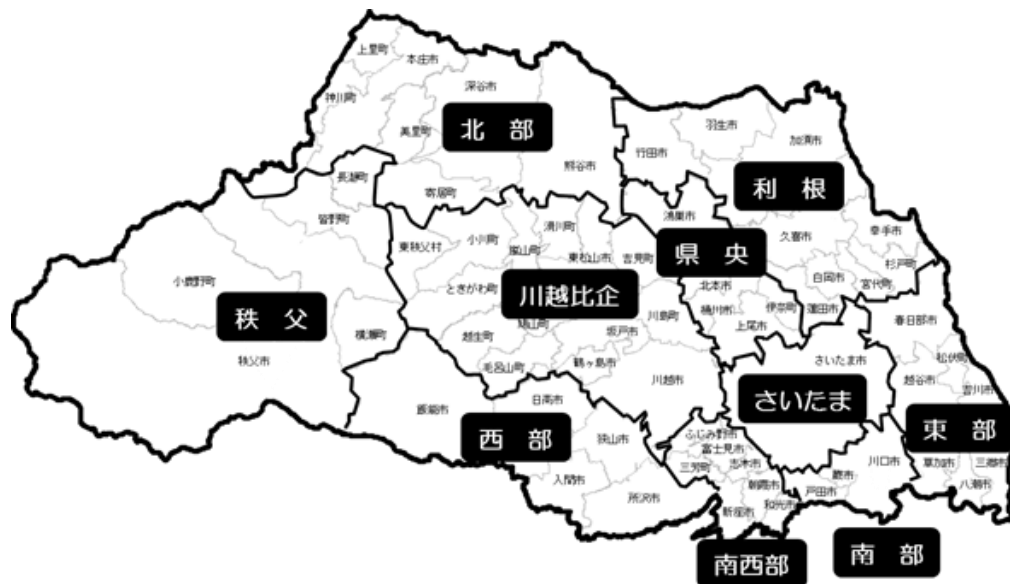 上里町
本庄市
深谷市
神川町
美里町
北部
熊谷市
寄居町
長瀞町
皆野町
小鹿野町
秩父
横瀬町
秩父市
羽生市
加須市
行田市
利根
久喜市
幸手市
杉戸町
宮代町
白岡市
蓮田市
鴻巣市
県央
北本市
桶川市
伊奈町
上尾市
東秩父村
小川町
嵐山町
滑川町
東松山市
吉見町
ときがわ町
川越比企
鳩山町
川島町
坂戸市
越生町
毛呂山町
鶴ヶ島市
川越市
さいたま市
さいたま
春日部市
松伏町
越谷市
吉川市
東部
草加市
三郷市
八潮市
飯能市
日高市
西部
狭山市
入間市
所沢市
ふじみ野市
富士見市
三芳町
志木市
朝霞市
新座市
和光市
南西部
川口市
蕨市
戸田市
南部